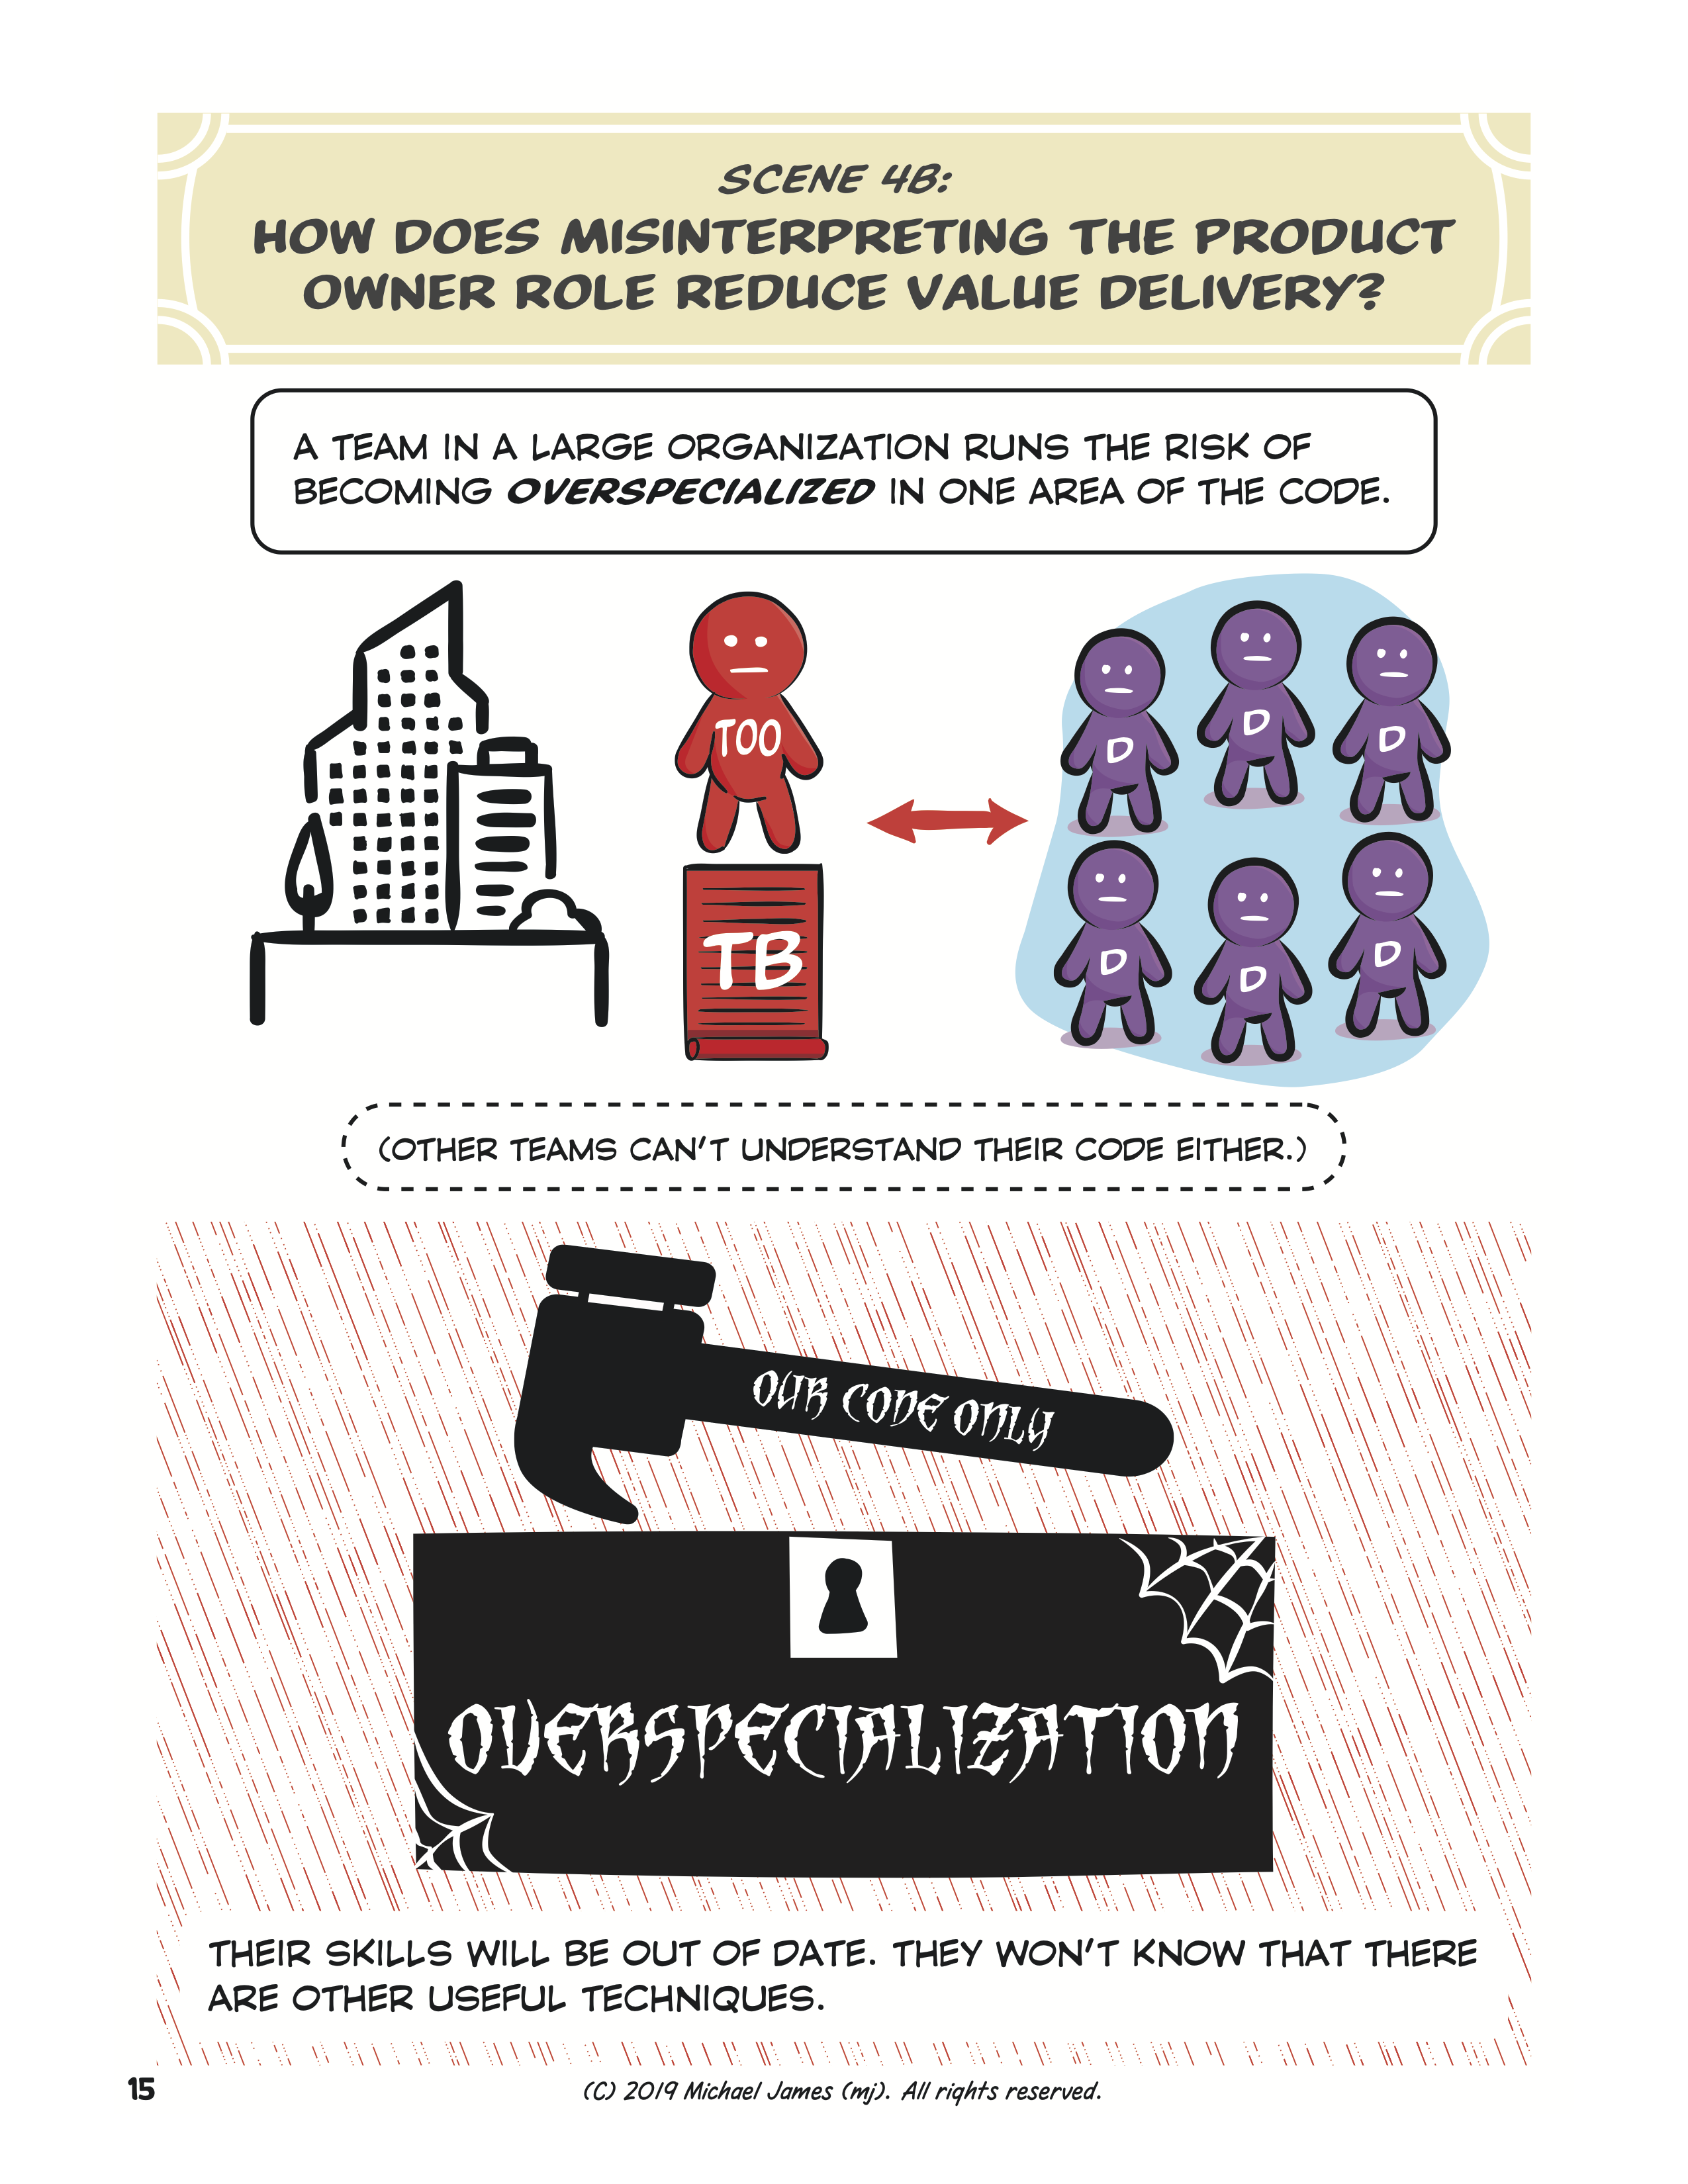 SCENE 4B:
HOW DOES MISINTERPRETING THE PRODUCT
OWNER ROLE REDUCE VALUE DELIVERY?
A TEAM IN A LARGE ORGANIZATION RUNS THE RISK OF
BECOMING OVERSPECIALIZED IN ONE AREA OF THE CODE.
TOO
TB
D
D
D
D
D
D
(OTHER TEAMS CAN'T UNDERSTAND THEIR CODE EITHER.)
OUR CODE ONLY
OVERSPECIALIZATION
THEIR SKILLS WILL BE OUT OF DATE. THEY WON'T KNOW THAT THERE
ARE OTHER USEFUL TECHNIQUES.
15
(C) 2019 Michael James (mj). All rights reserved.